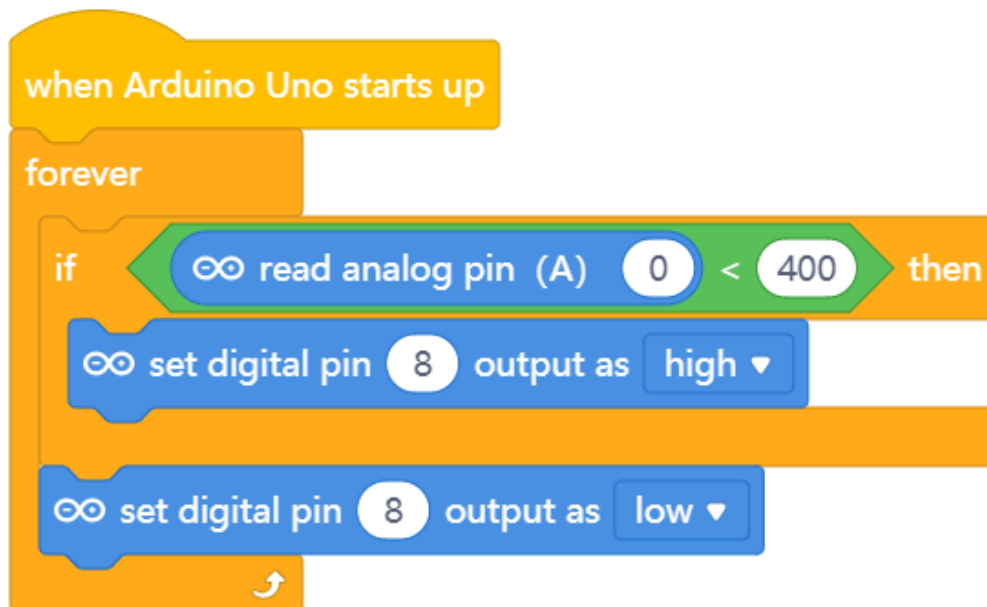 when Arduino Uno starts up
forever
if read analog pin (A) 0 < 400 then
set digital pin 8 output as high
set digital pin 8 output as low